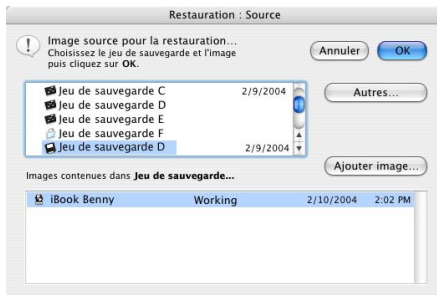 Restauration : Source
Image source pour la restauration...
Choisissez le jeu de sauvegarde et l'image
puis cliquez sur OK.
Annuler
OK
Jeu de sauvegarde C 2/9/2004
Jeu de sauvegarde D
Jeu de sauvegarde E
Jeu de sauvegarde F
Jeu de sauvegarde D 2/9/2004
Autres...
Ajouter image...
Images contenues dans Jeu de sauvegarde...
iBook Benny Working 2/10/2004 2:02 PM